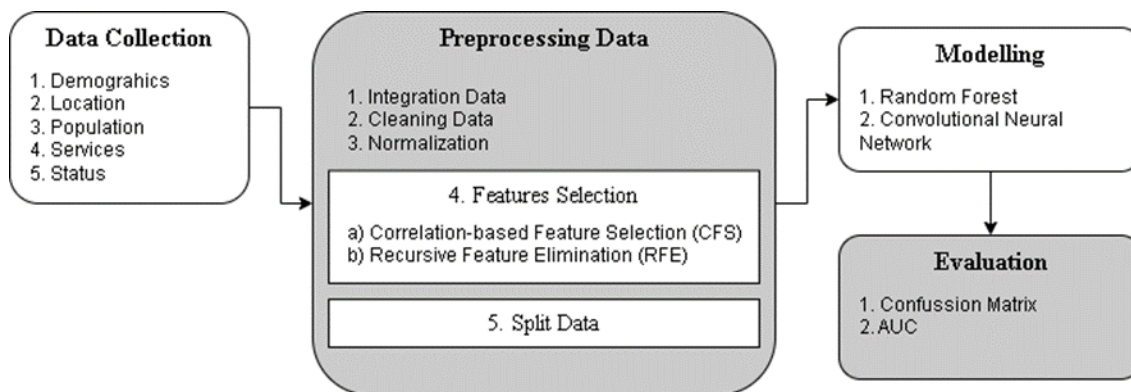 Data Collection
1. Demograhics
2. Location
3. Population
4. Services
5. Status
Preprocessing Data
1. Integration Data
2. Cleaning Data
3. Normalization
4. Features Selection
a) Correlation-based Feature Selection (CFS)
b) Recursive Feature Elimination (RFE)
5. Split Data
Modelling
1. Random Forest
2. Convolutional Neural
Network
Evaluation
1. Confussion Matrix
2. AUC